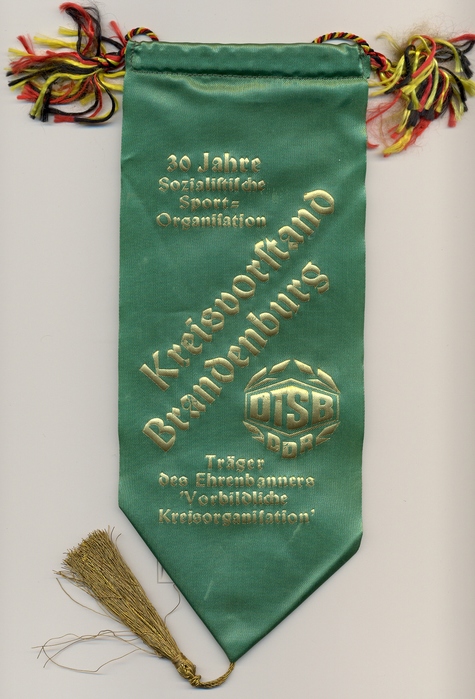 30 Jahre
Sozialiſtiſche
Sport=
Organiſation
Kreisvorſtand
Brandenburg
DTSB
DDR
Träger
des Ehrenbanners
'Vorbildliche
Kreisorganiſation'